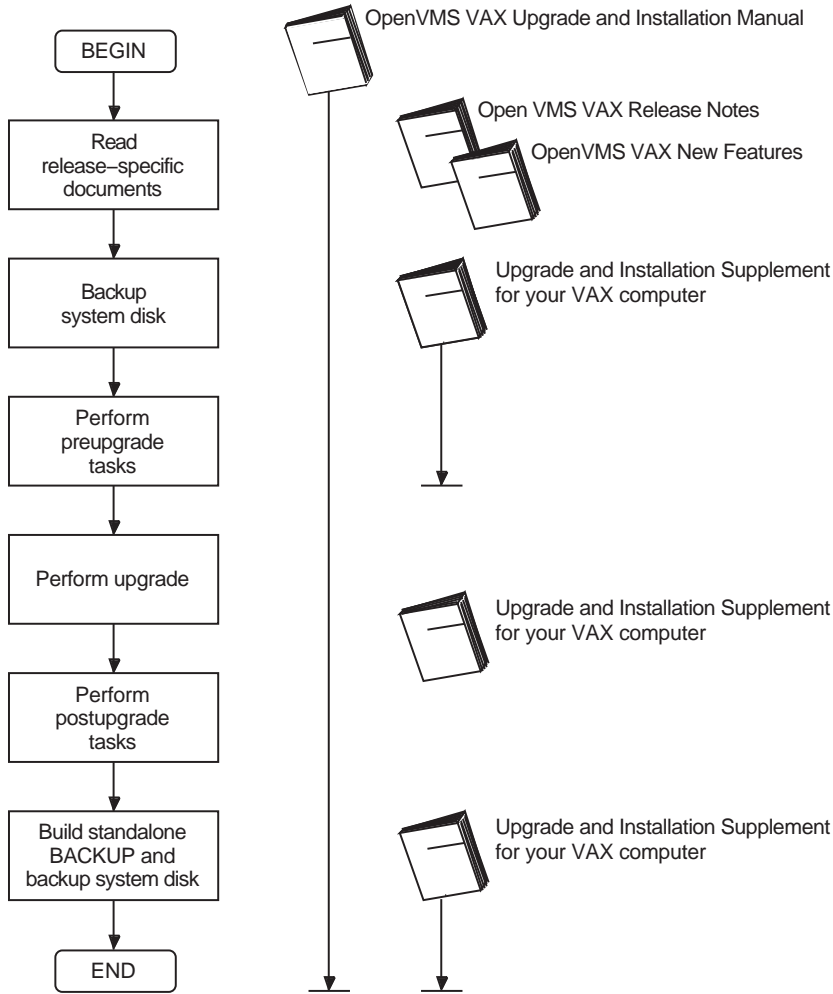 BEGIN
Read
release–specific
documents
Backup
system disk
Perform
preupgrade
tasks
Perform upgrade
Perform
postupgrade
tasks
Build standalone
BACKUP and
backup system disk
END
OpenVMS VAX Upgrade and Installation Manual
Open VMS VAX Release Notes
OpenVMS VAX New Features
Upgrade and Installation Supplement
for your VAX computer
Upgrade and Installation Supplement
for your VAX computer
Upgrade and Installation Supplement
for your VAX computer